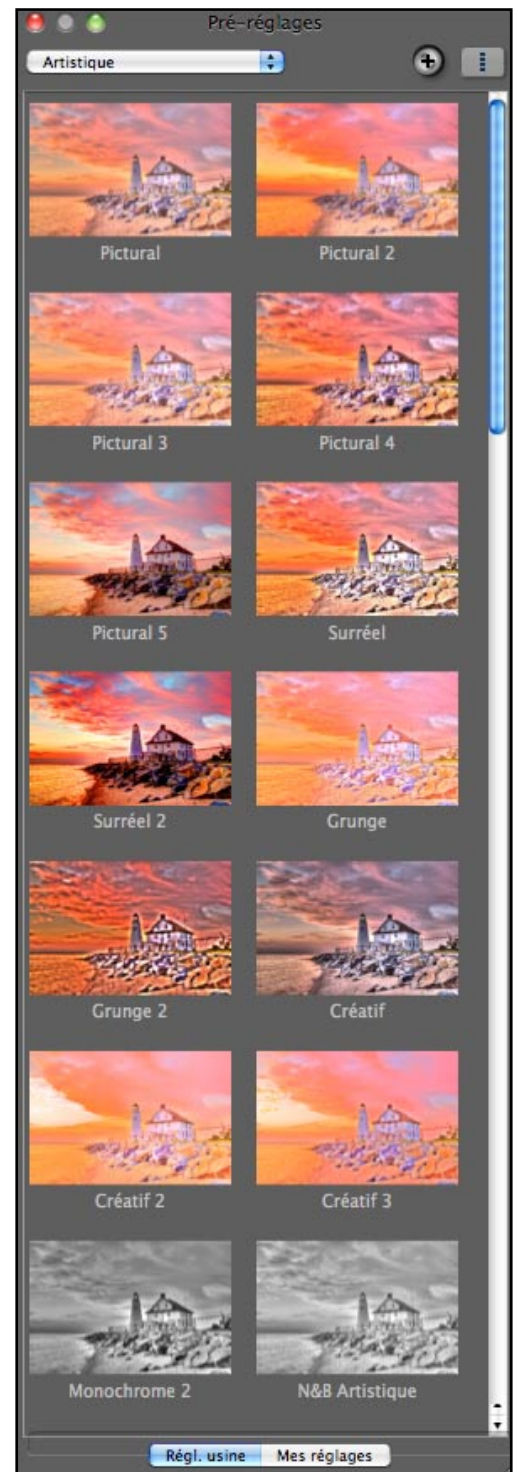 Pré-réglages
Artistique
Pictural Pictural 2
Pictural 3 Pictural 4
Pictural 5 Surréel
Surréel 2 Grunge
Grunge 2 Créatif
Créatif 2 Créatif 3
Monochrome 2 N&B Artistique
Régl. usine Mes réglages